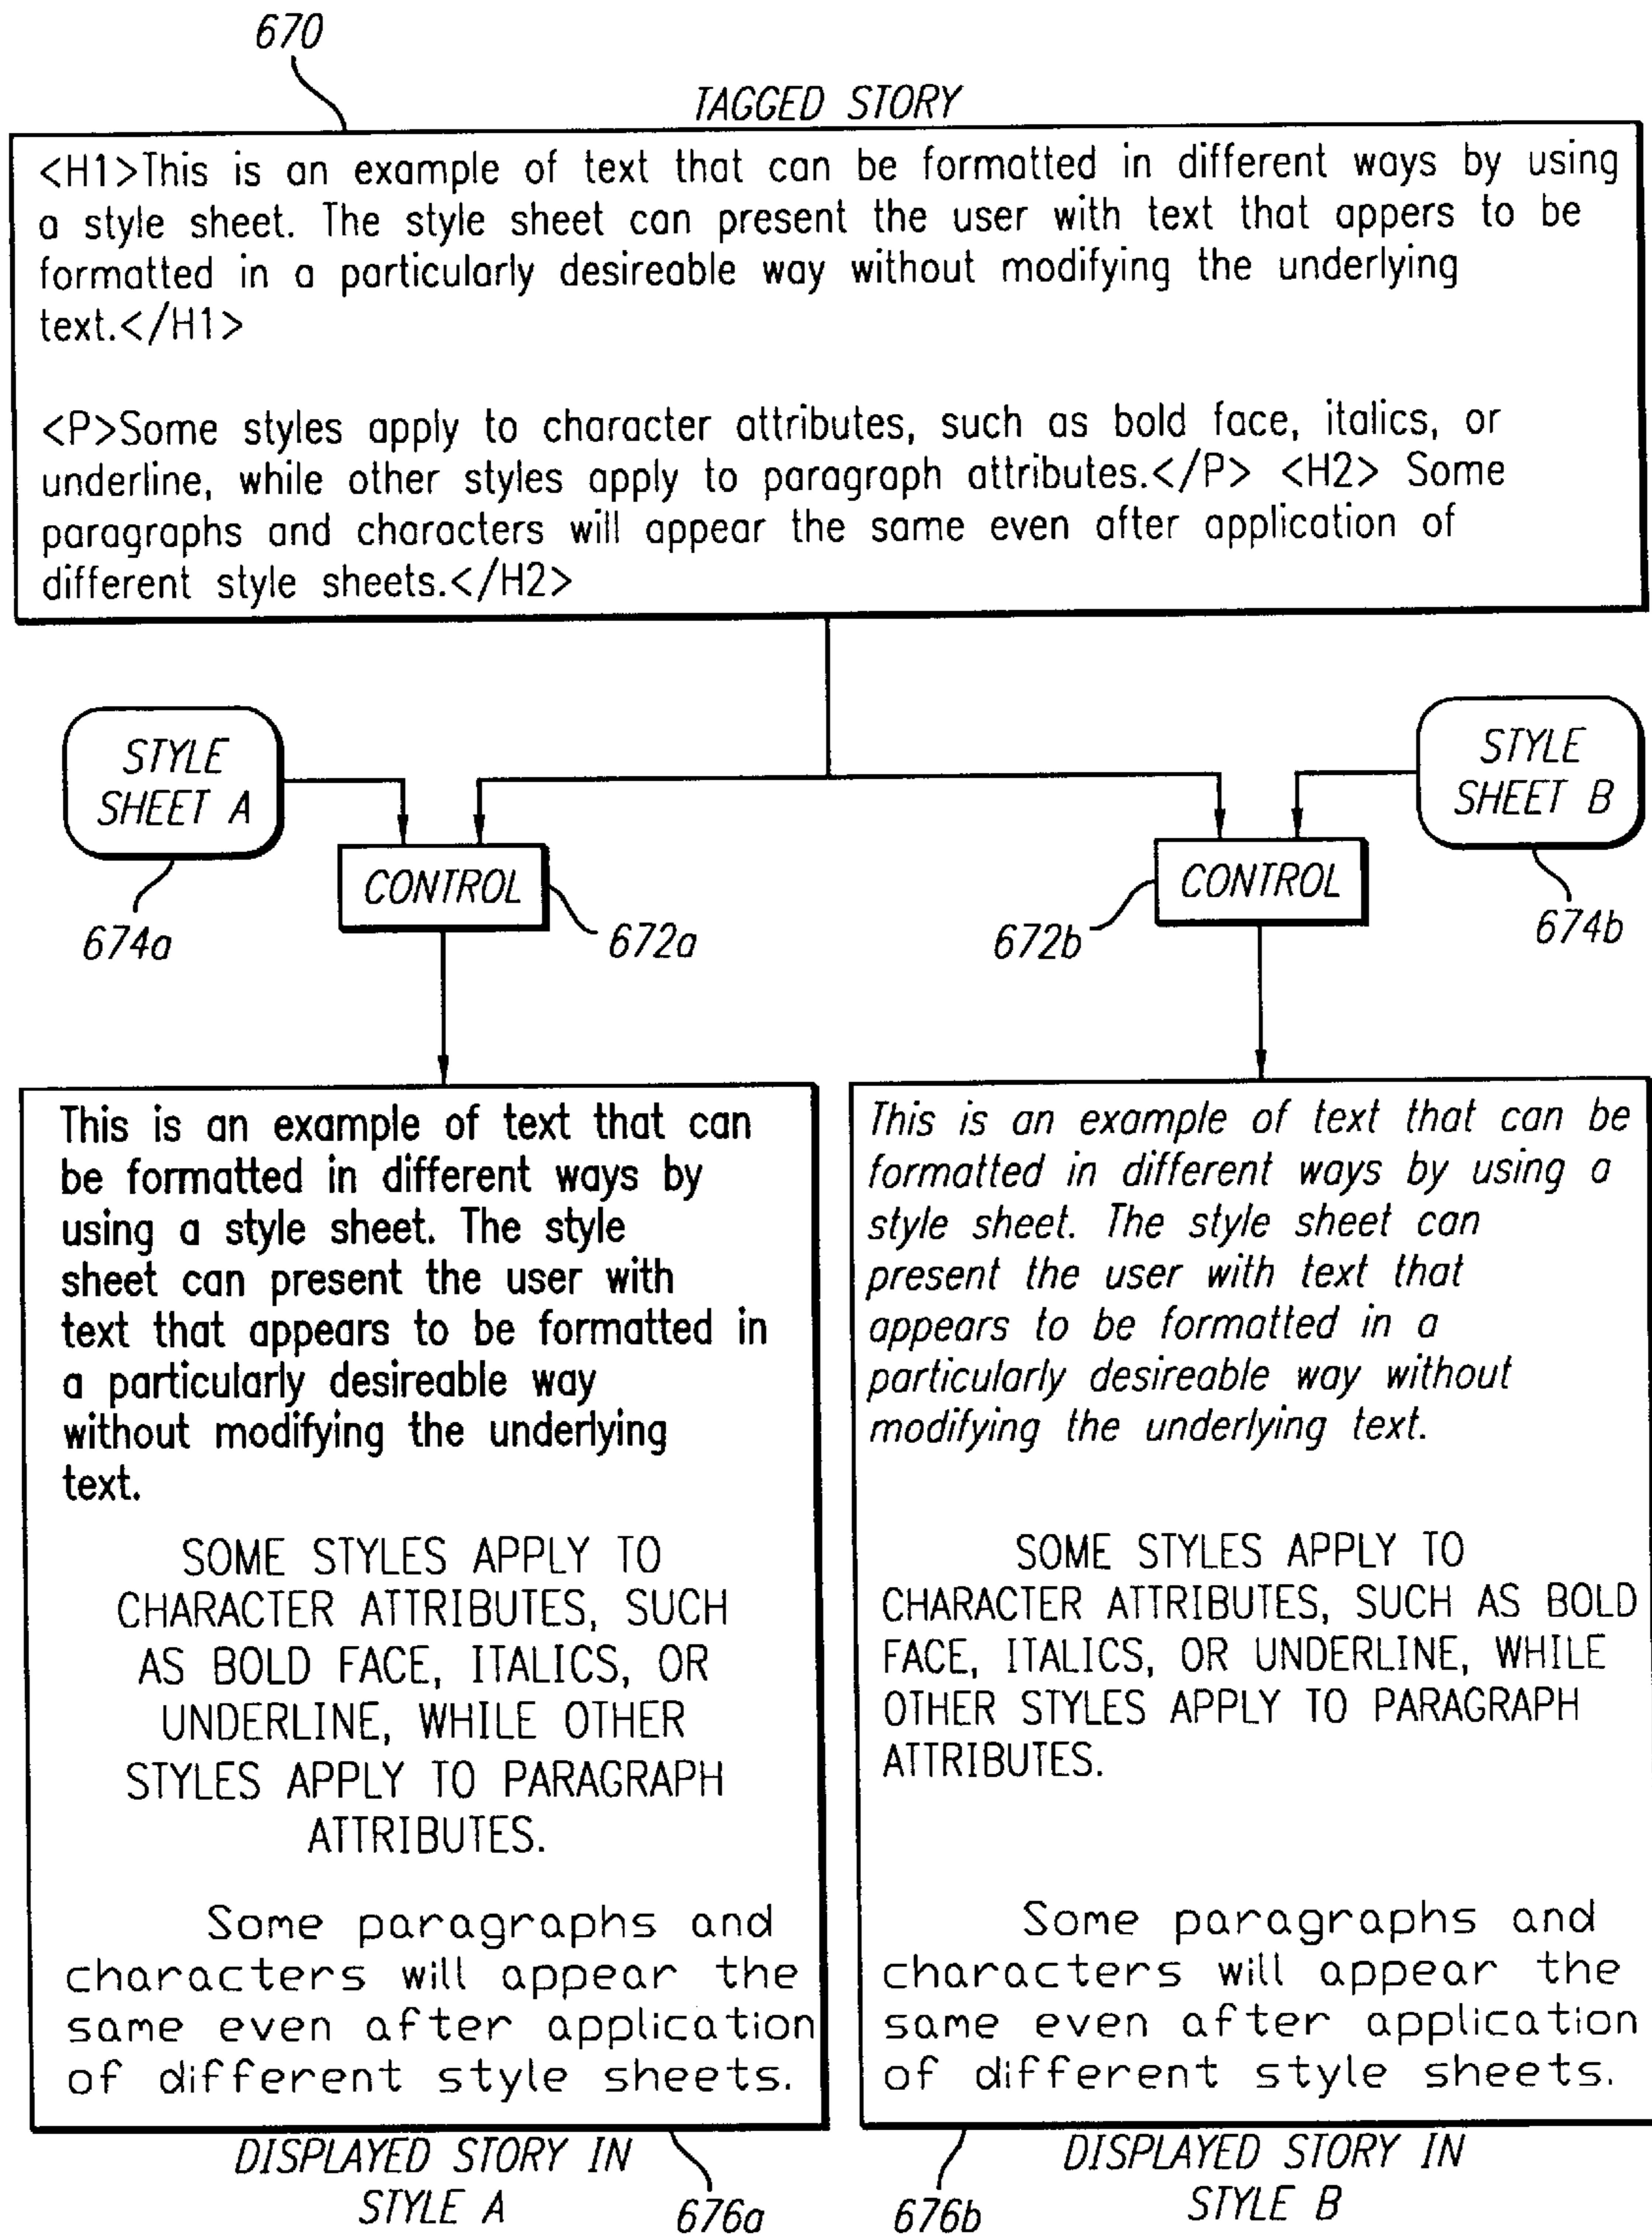 670
TAGGED STORY
<H1>This is an example of text that can be formatted in different ways by using
a style sheet. The style sheet can present the user with text that appers to be
formatted in a particularly desireable way without modifying the underlying
text.</H1>
<P>Some styles apply to character attributes, such as bold face, italics, or
underline, while other styles apply to paragraph attributes.</P> <H2> Some
paragraphs and characters will appear the same even after application of
different style sheets.</H2>
STYLE
SHEET A
STYLE
SHEET B
CONTROL
CONTROL
674a
672a
672b
674b
This is an example of text that can
be formatted in different ways by
using a style sheet. The style
sheet can present the user with
text that appears to be formatted in
a particularly desireable way
without modifying the underlying
text.
SOME STYLES APPLY TO
CHARACTER ATTRIBUTES, SUCH
AS BOLD FACE, ITALICS, OR
UNDERLINE, WHILE OTHER
STYLES APPLY TO PARAGRAPH
ATTRIBUTES.
Some paragraphs and
characters will appear the
same even after application
of different style sheets.
DISPLAYED STORY IN
STYLE A
676a
This is an example of text that can be
formatted in different ways by using a
style sheet. The style sheet can
present the user with text that
appears to be formatted in a
particularly desireable way without
modifying the underlying text.
SOME STYLES APPLY TO
CHARACTER ATTRIBUTES, SUCH AS BOLD
FACE, ITALICS, OR UNDERLINE, WHILE
OTHER STYLES APPLY TO PARAGRAPH
ATTRIBUTES.
Some paragraphs and
characters will appear the
same even after application
of different style sheets.
676b
DISPLAYED STORY IN
STYLE B